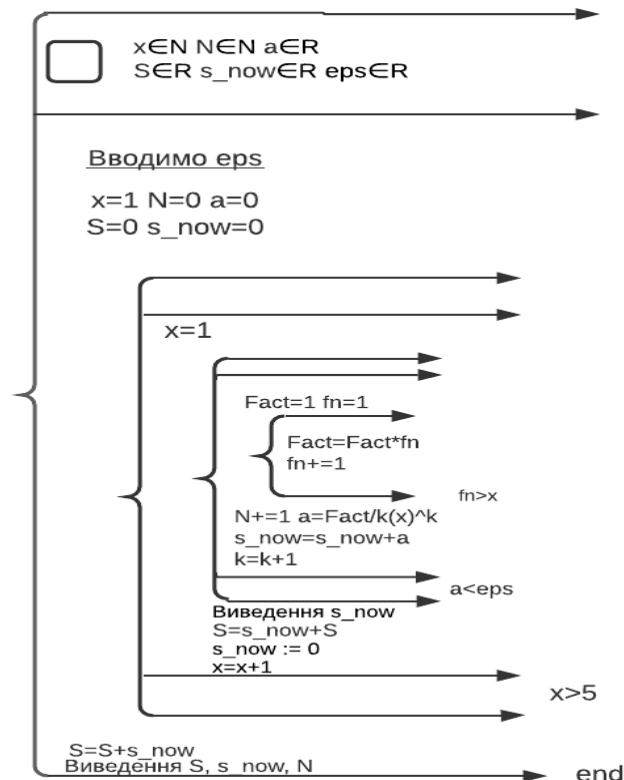 x∈N N∈N a∈R
S∈R s_now∈R eps∈R
Вводимо eps
x=1 N=0 a=0
S=0 s_now=0
x=1
Fact=1 fn=1
Fact=Fact*fn
fn+=1
fn>x
N+=1 a=Fact/k(x)^k
s_now=s_now+a
k=k+1
a<eps
Виведення s_now
S=s_now+S
s_now := 0
x=x+1
x>5
S=S+s_now
Виведення S, s_now, N
end